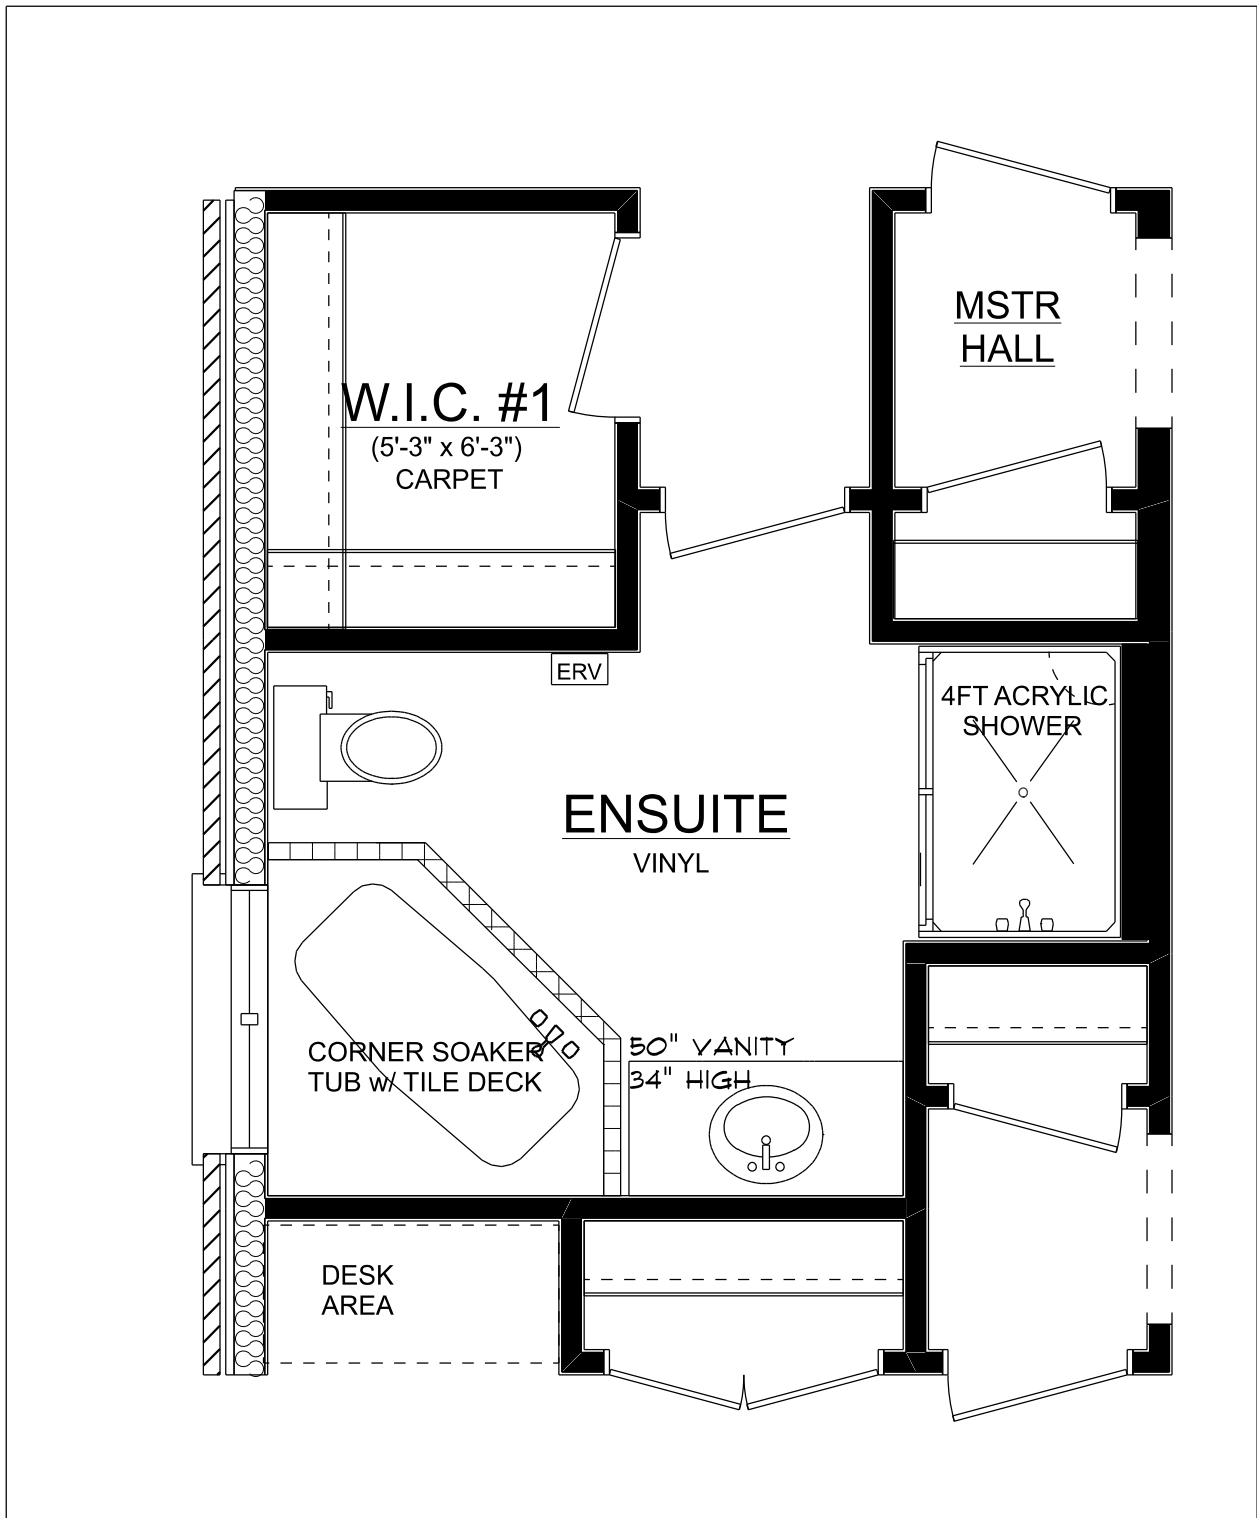 MSTR
HALL
W.I.C. #1
(5'-3" x 6'-3")
CARPET
ERV
4FT ACRYLIC
SHOWER
ENSUITE
VINYL
CORNER SOAKER
TUB w/ TILE DECK
50" VANITY
34" HIGH
DESK
AREA